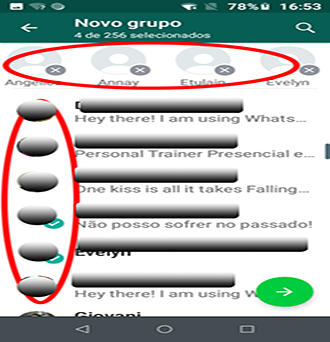 78% 16:53
Novo grupo
4 de 256 selecionados
Annay Etulain Evelyn
Hey there! I am using Whats...
Personal Trainer Presencial e...
One kiss is all it takes Falling...
Não posso sofrer no passado!
Evelyn
Hey there! I am using W
Giovani